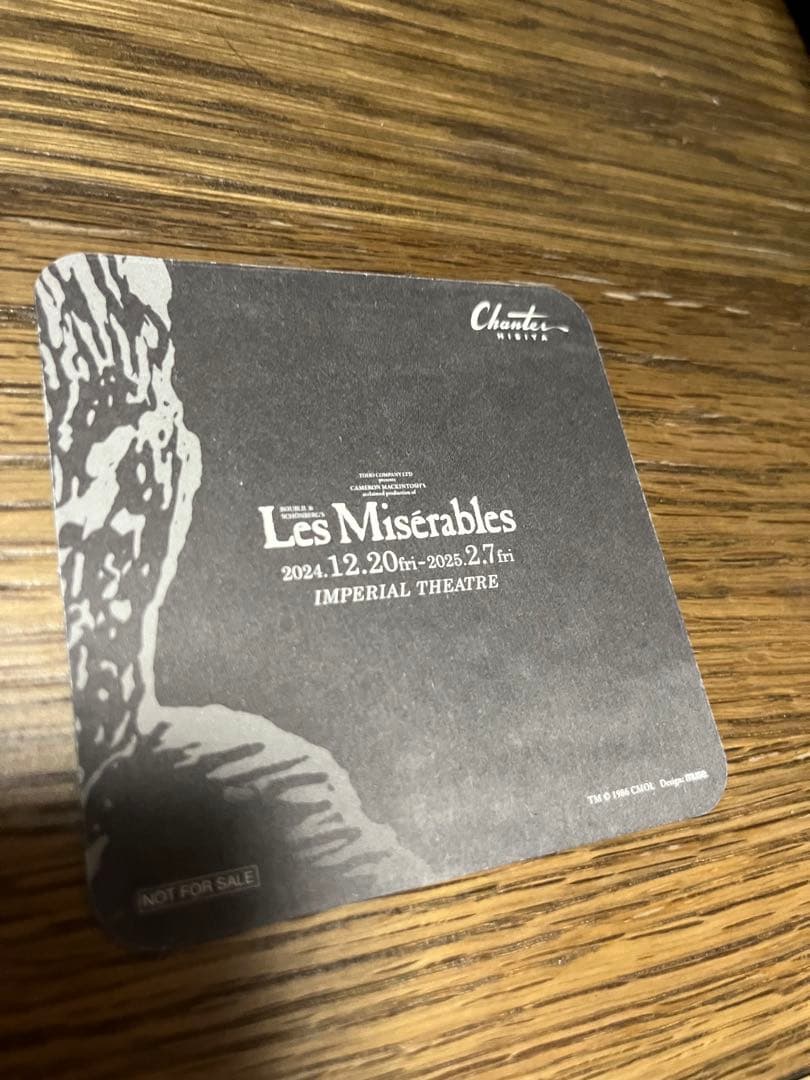 Chanter
HIBIYA
TOHO COMPANY LTD
presents
CAMERON MACKINTOSH'S
acclaimed production of
BOUBLIL &
SCHÖNBERG'S
Les Misérables
2024.12.20fri-2025.2.7fri
IMPERIAL THEATRE
TM © 1986 CMOL Design:
NOT FOR SALE